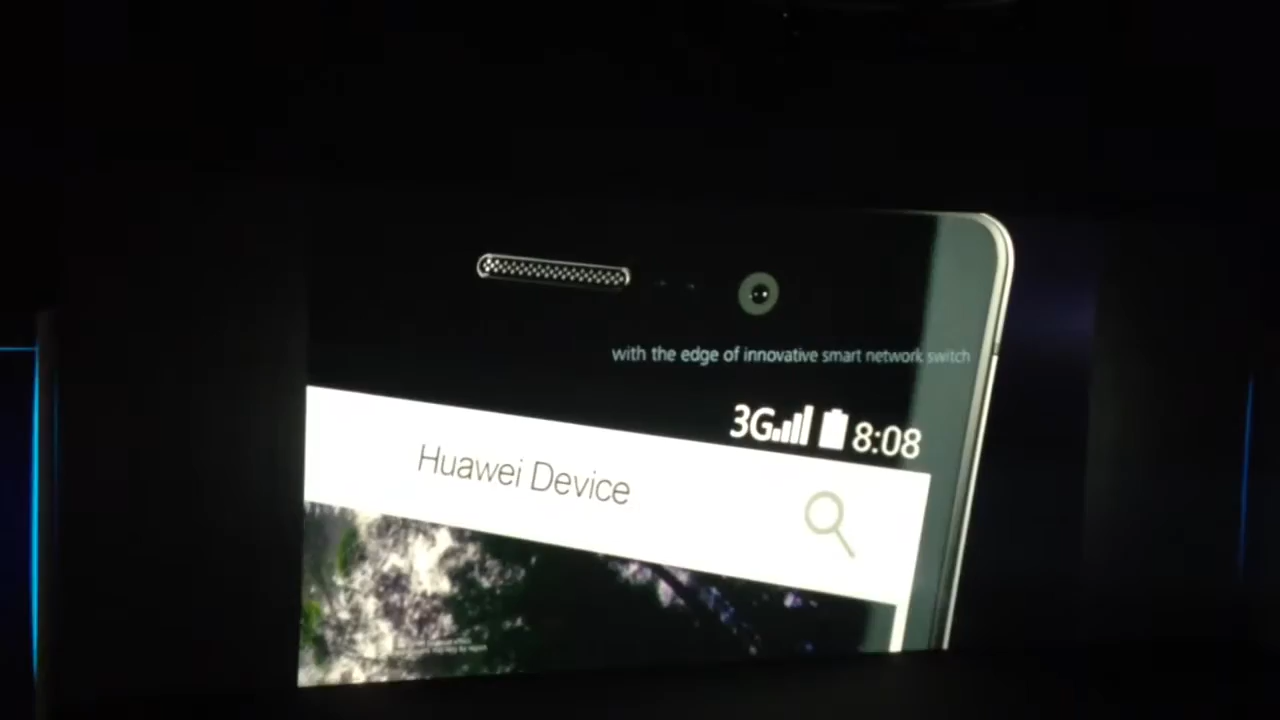 with the edge of innovative smart network switch
3G 8:08
Huawei Device